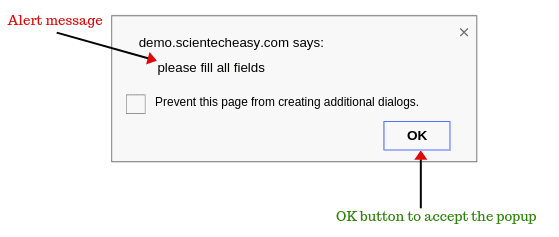 Alert message
demo.scientecheasy.com says:
please fill all fields
Prevent this page from creating additional dialogs.
OK
OK button to accept the popup